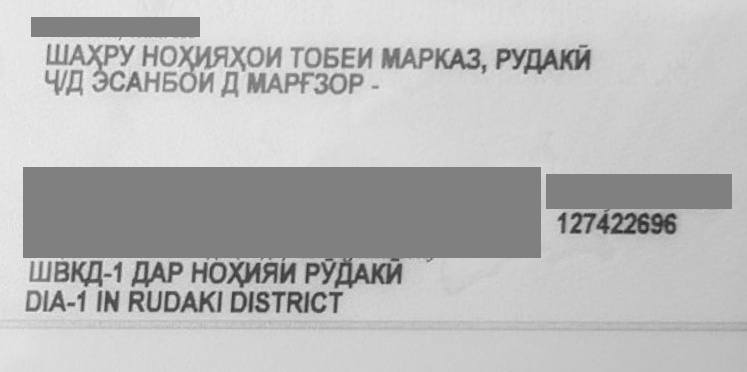 ШАҲРУ НОҲИЯҲОИ ТОБЕИ МАРКАЗ, РУДАКӢ
Ҷ/Д ЭСАНБОЙ Д МАРҒЗОР -
127422696
ШВКД-1 ДАР НОҲИЯИ РӮДАКӢ
DIA-1 IN RUDAKI DISTRICT